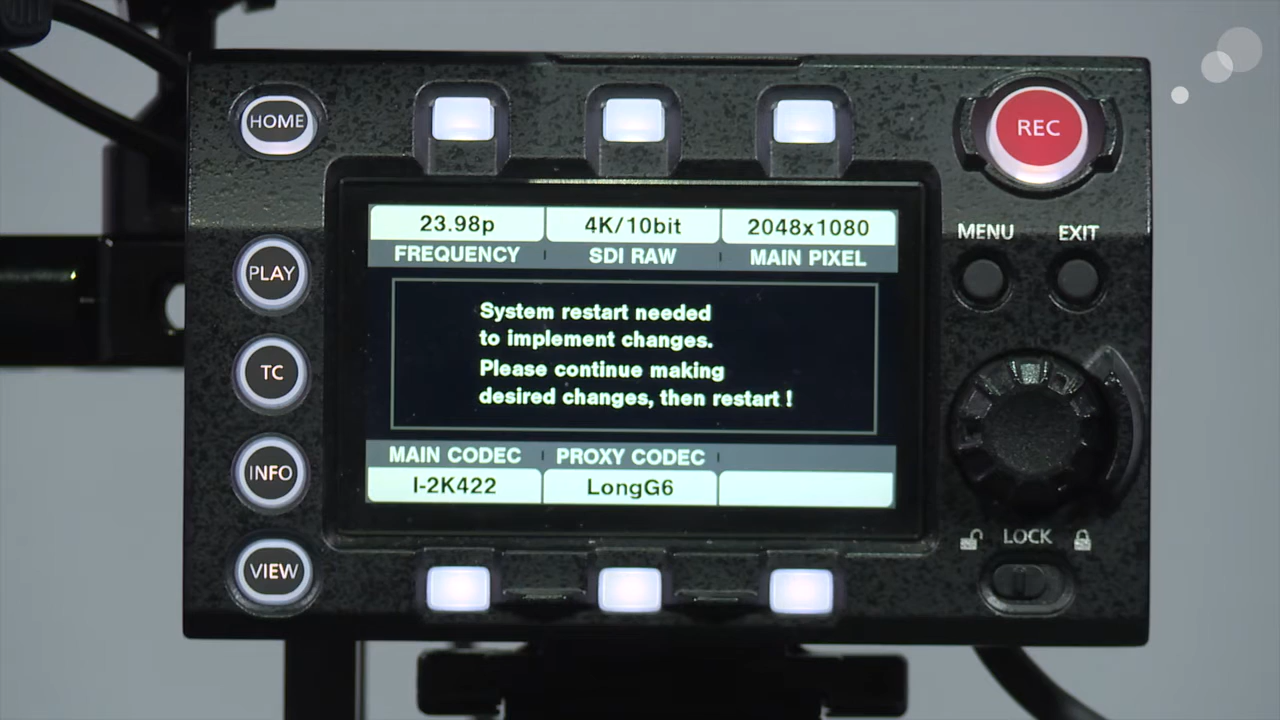 HOME
REC
23.98p 4K/10bit 2048x1080
FREQUENCY SDI RAW MAIN PIXEL
MENU EXIT
PLAY
System restart needed
to implement changes.
Please continue making
desired changes, then restart !
TC
INFO
MAIN CODEC PROXY CODEC
I-2K422 LongG6
LOCK
VIEW